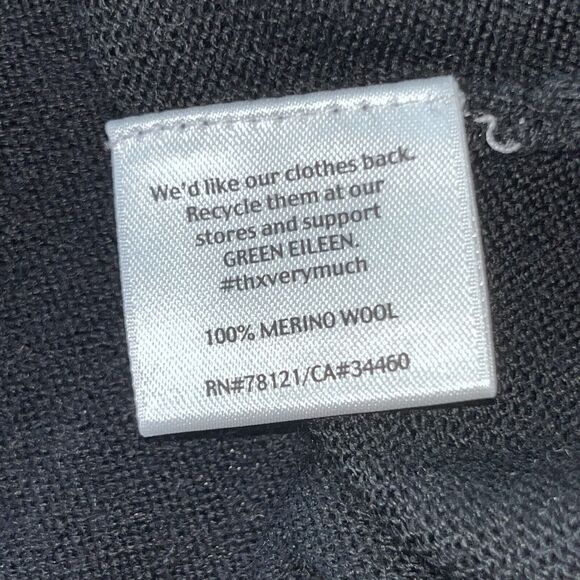 We'd like our clothes back.
Recycle them at our
stores and support
GREEN EILEEN.
#thxverymuch
100% MERINO WOOL
RN#78121/CA#34460